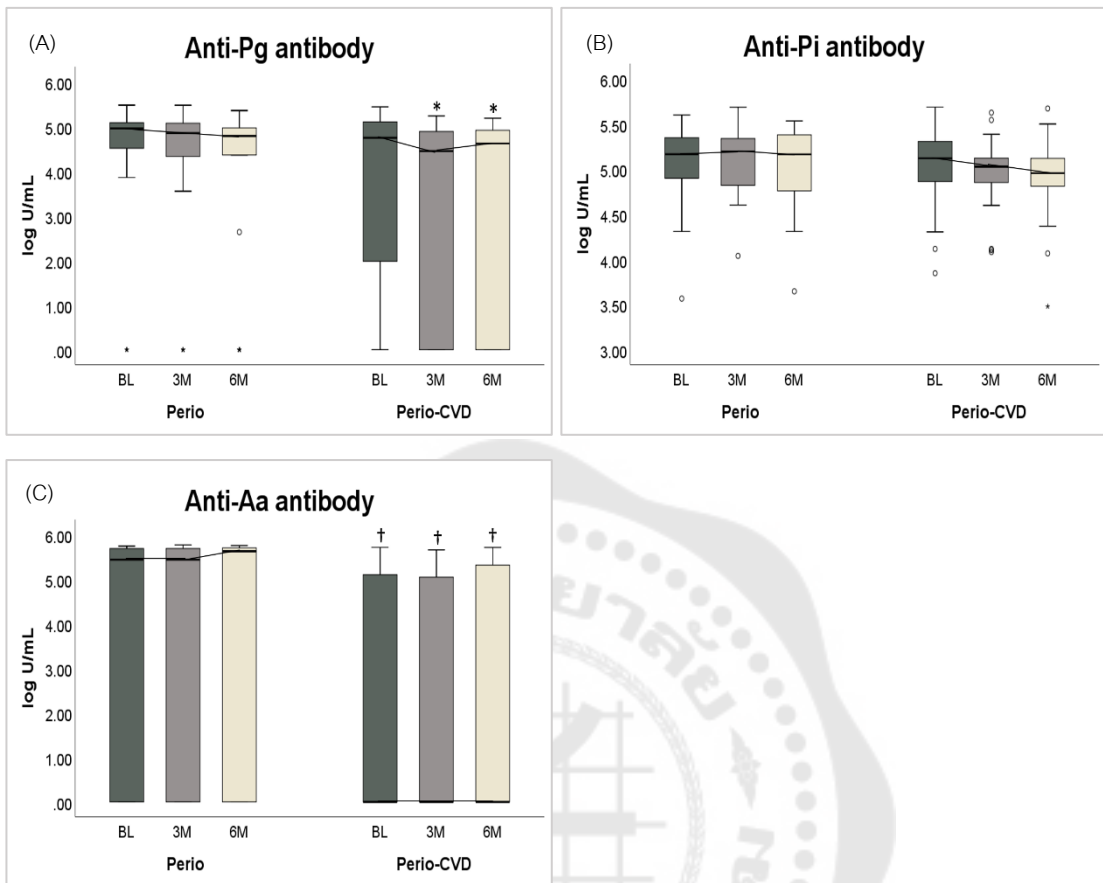 (A)
Anti-Pg antibody
* *
log U/mL
6.00
5.00
4.00
3.00
2.00
1.00
.00
BL 3M 6M BL 3M 6M
Perio Perio-CVD
(B)
Anti-Pi antibody
log U/mL
6.00
5.50
5.00
4.50
4.00
3.50
3.00
BL 3M 6M BL 3M 6M
Perio Perio-CVD
(C)
Anti-Aa antibody
† † †
log U/mL
6.00
5.00
4.00
3.00
2.00
1.00
.00
BL 3M 6M BL 3M 6M
Perio Perio-CVD
ยาลัย